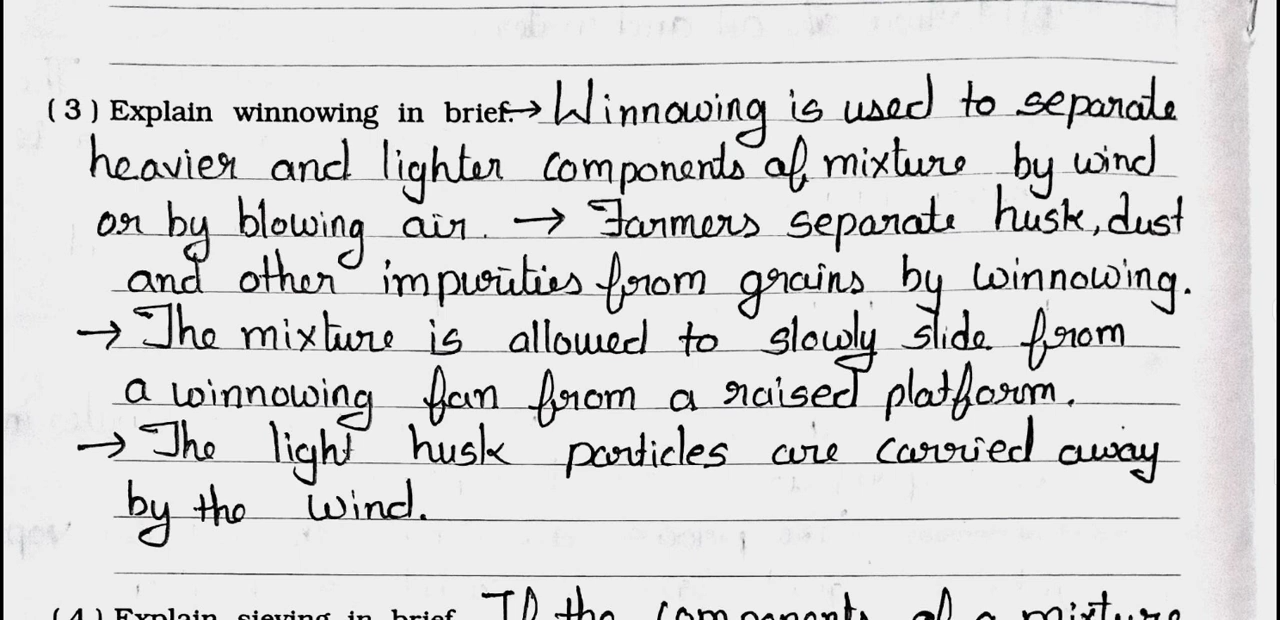 (3) Explain winnowing in brief.→ Winnowing is used to separate
heavier and lighter components of mixture by wind
or by blowing air. → Farmers separate husk, dust
and other impurities from grains by winnowing.
→ The mixture is allowed to slowly slide from
a winnowing fan from a raised platform.
→ The light husk particles are carried away
by the wind.
(4) Explain sieving in brief. If the components of a mixture